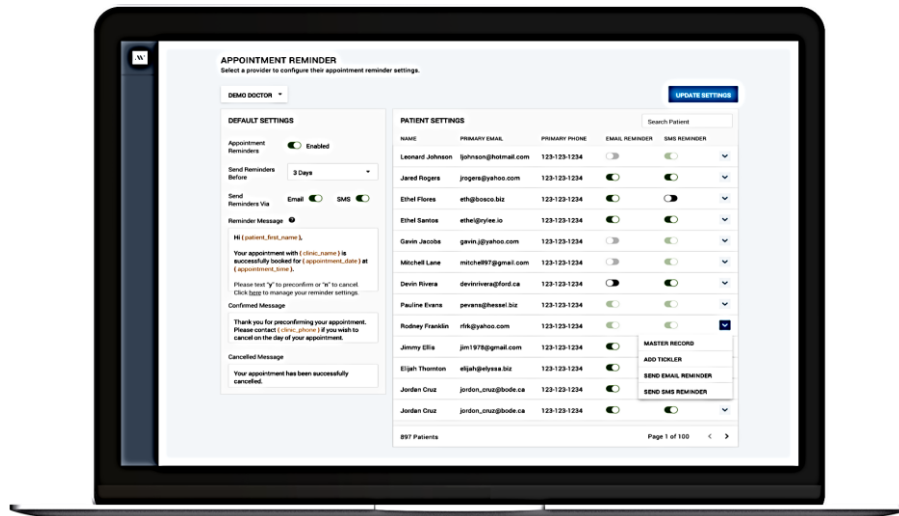 APPOINTMENT REMINDER
Select a provider to configure their appointment reminder settings.
DEMO DOCTOR
UPDATE SETTINGS
DEFAULT SETTINGS
Appointment
Reminders
Enabled
Send Reminders
Before
3 Days
Send
Reminders Via
Email
SMS
Reminder Message
Hi {patient_first_name},
Your appointment with {clinic_name} is
successfully booked for {appointment_date} at
{appointment_time}.
Please text "y" to preconfirm or "n" to cancel.
Click here to manage your reminder settings.
Confirmed Message
Thank you for preconfirming your appointment.
Please contact {clinic_phone} if you wish to
cancel on the day of your appointment.
Cancelled Message
Your appointment has been successfully
cancelled.
PATIENT SETTINGS
Search Patient
NAME PRIMARY EMAIL PRIMARY PHONE EMAIL REMINDER SMS REMINDER
Leonard Johnson ljohnson@hotmail.com 123-123-1234
Jared Rogers jrogers@yahoo.com 123-123-1234
Ethel Flores eth@bosco.biz 123-123-1234
Ethel Santos ethel@rylee.io 123-123-1234
Gavin Jacobs gavin.j@yahoo.com 123-123-1234
Mitchell Lane mitchell97@gmail.com 123-123-1234
Devin Rivera devinrivera@ford.ca 123-123-1234
Pauline Evans pevans@hessel.biz 123-123-1234
Rodney Franklin rfrk@yahoo.com 123-123-1234
Jimmy Ellis jim1978@gmail.com 123-123-1234
Elijah Thornton elijah@elyssa.biz 123-123-1234
Jordan Cruz jordon_cruz@bode.ca 123-123-1234
Jordan Cruz jordon_cruz@bode.ca 123-123-1234
MASTER RECORD
ADD TICKLER
SEND EMAIL REMINDER
SEND SMS REMINDER
897 Patients
Page 1 of 100